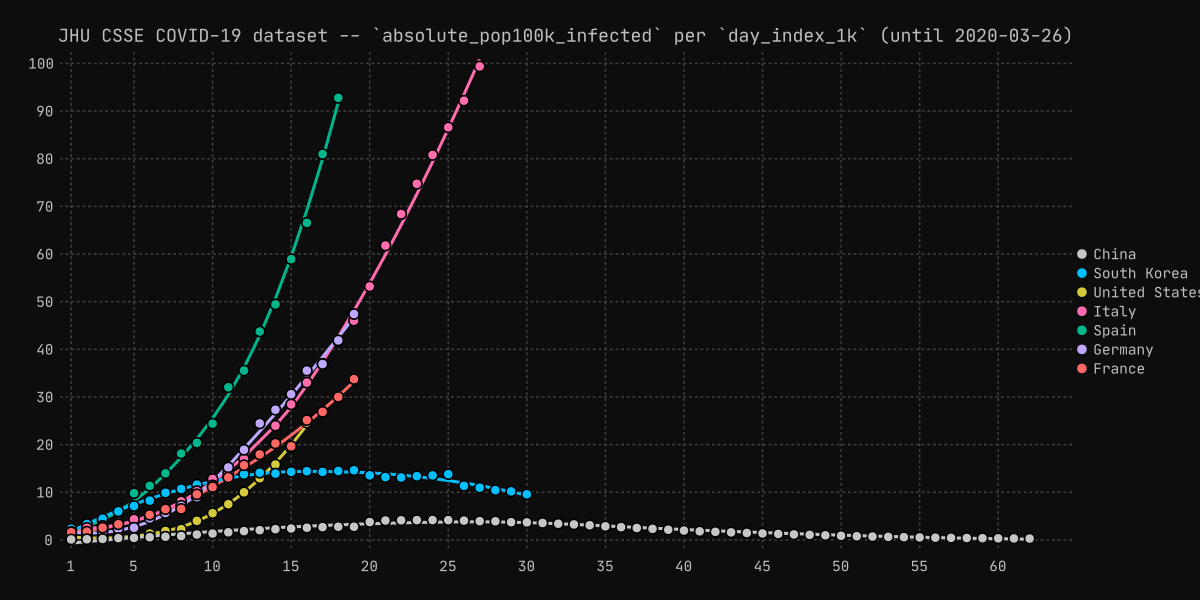 JHU CSSE COVID-19 dataset -- `absolute_pop100k_infected` per `day_index_1k` (until 2020-03-26)
100
90
80
70
60
50
40
30
20
10
0
1 5 10 15 20 25 30 35 40 45 50 55 60
China
South Korea
United States
Italy
Spain
Germany
France